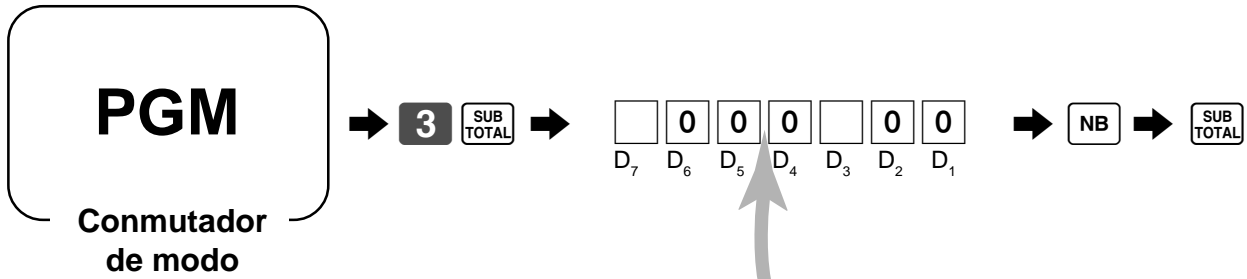 PGM
Conmutador
de modo
3 SUB TOTAL
0 0 0 0 0
D7 D6 D5 D4 D3 D2 D1
NB SUB TOTAL